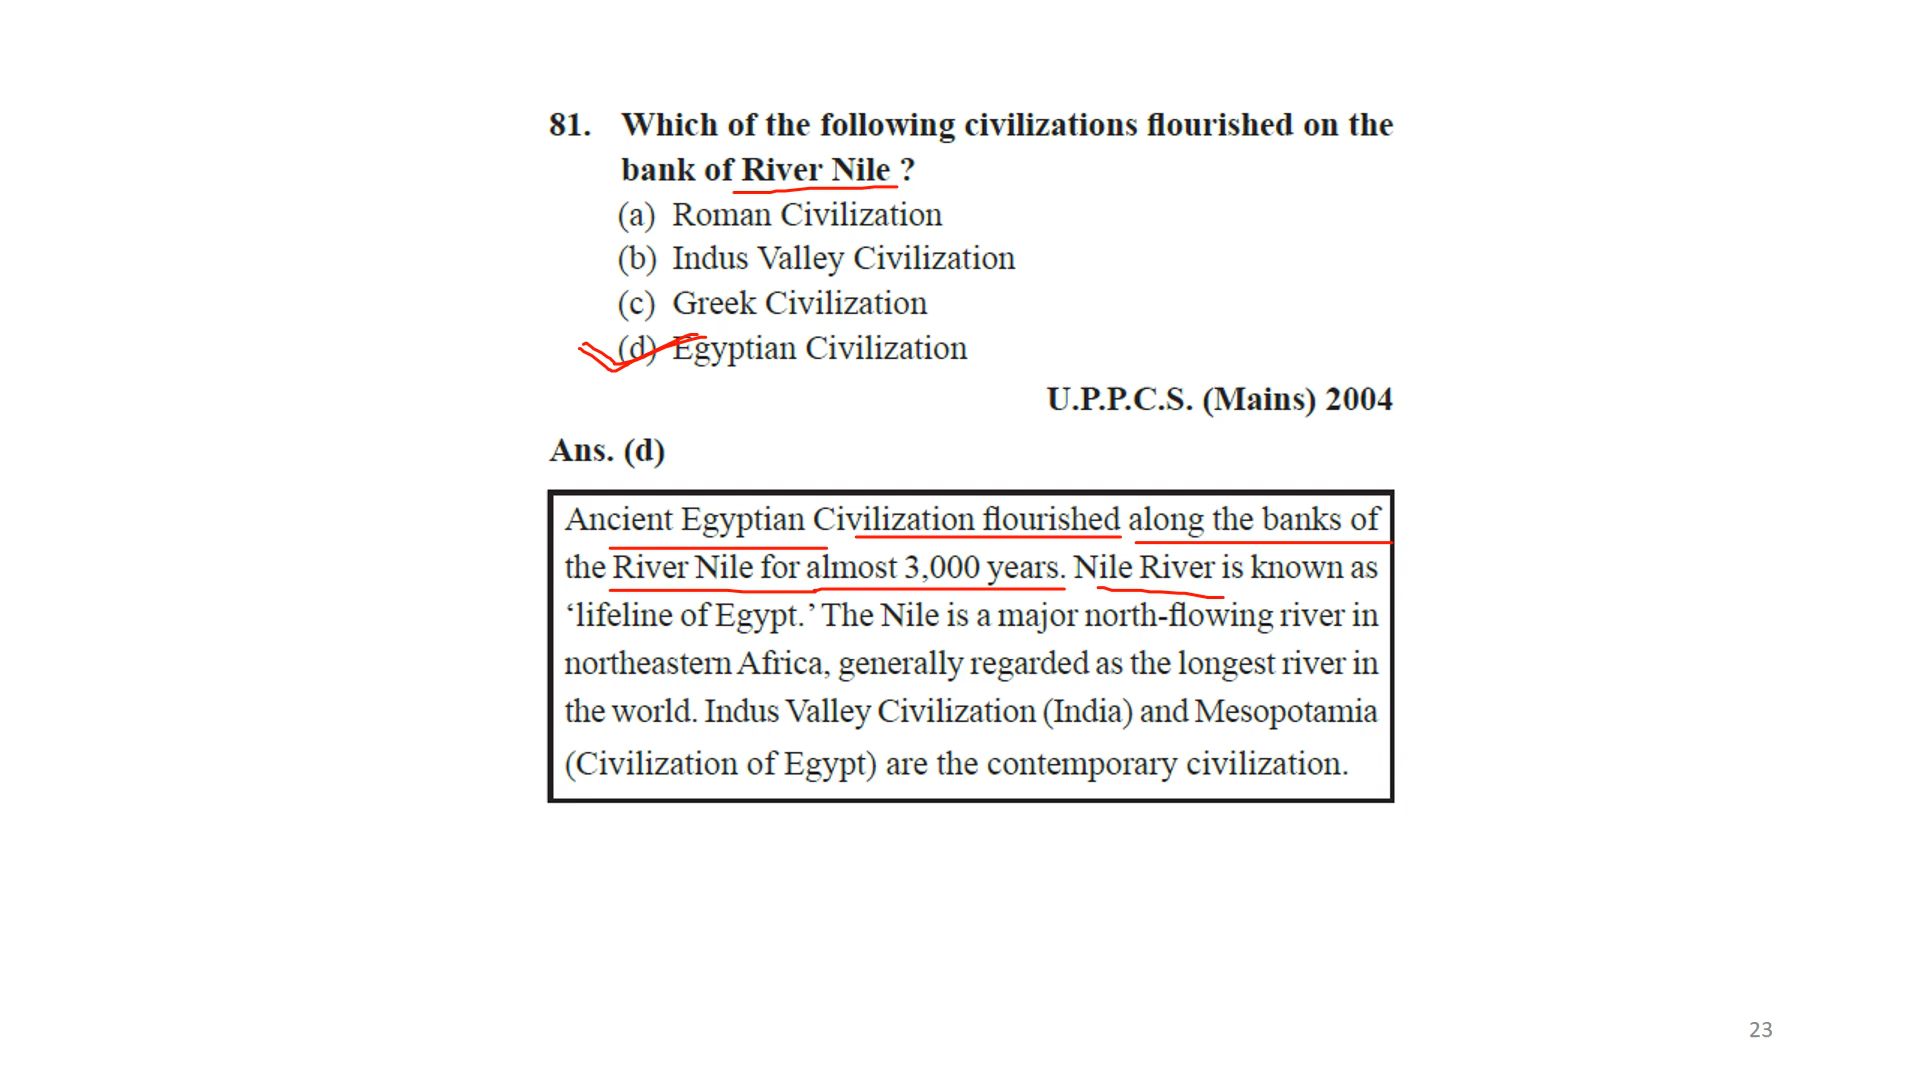 81. Which of the following civilizations flourished on the
bank of River Nile ?
(a) Roman Civilization
(b) Indus Valley Civilization
(c) Greek Civilization
(d) Egyptian Civilization
U.P.P.C.S. (Mains) 2004
Ans. (d)
Ancient Egyptian Civilization flourished along the banks of
the River Nile for almost 3,000 years. Nile River is known as
‘lifeline of Egypt.’ The Nile is a major north-flowing river in
northeastern Africa, generally regarded as the longest river in
the world. Indus Valley Civilization (India) and Mesopotamia
(Civilization of Egypt) are the contemporary civilization.
23